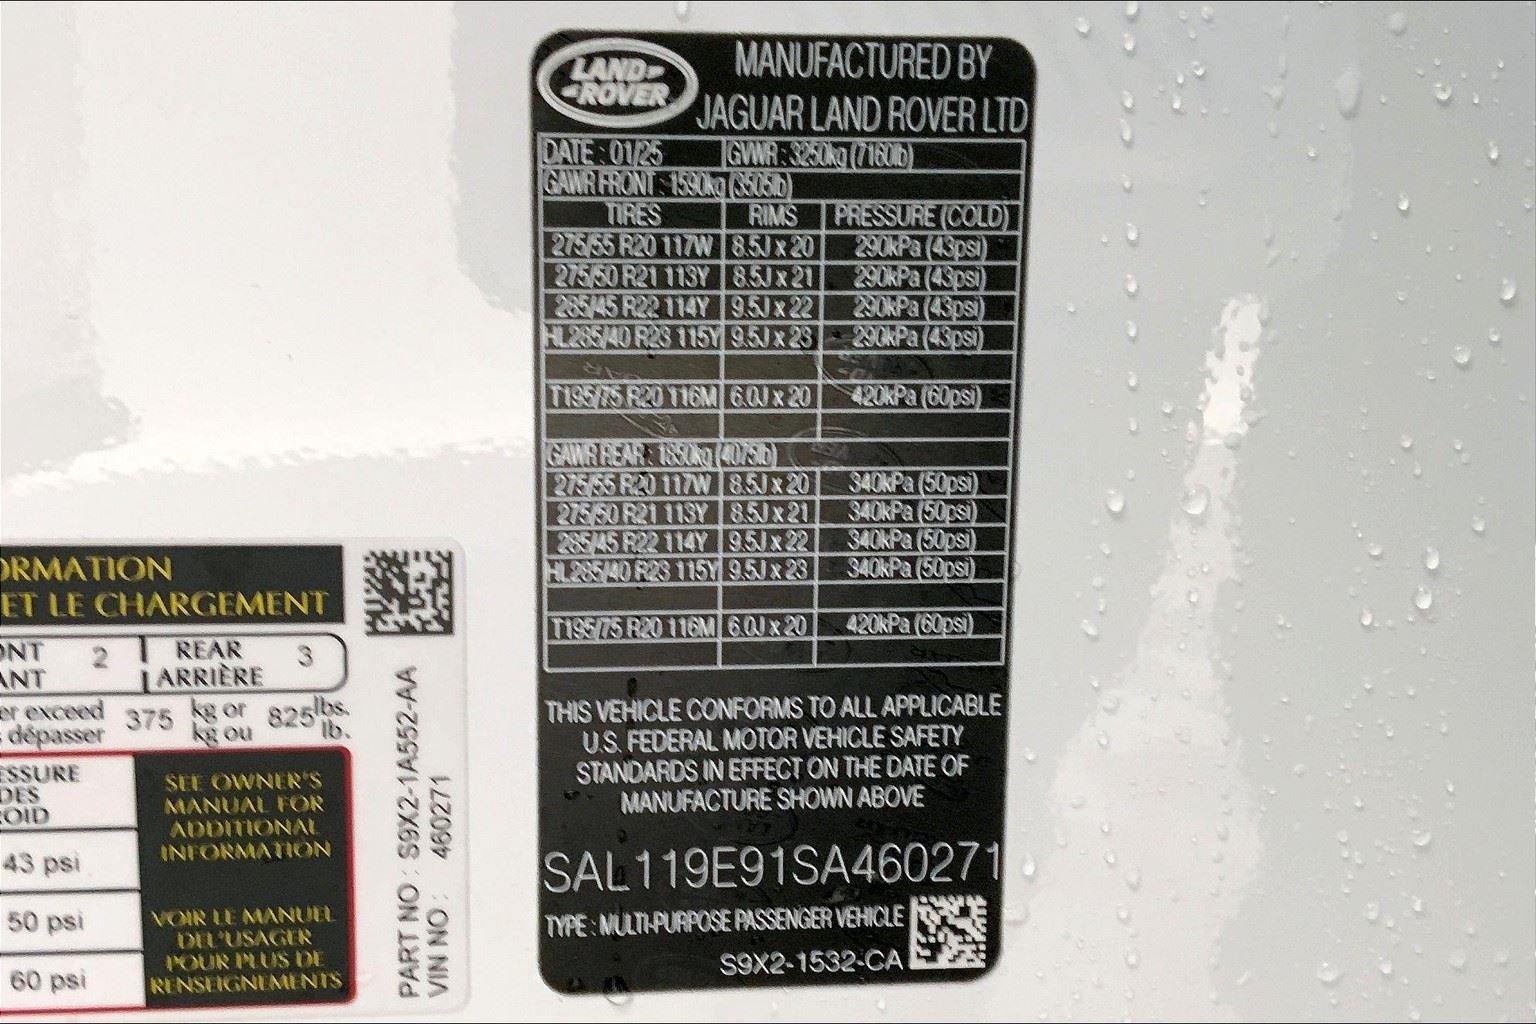 LAND
ROVER
MANUFACTURED BY
JAGUAR LAND ROVER LTD
DATE : 01/25 GVWR : 3250kg (7160lb)
GAWR FRONT : 1590kg (3505lb)
TIRES RIMS PRESSURE (COLD)
275/55 R20 117W 8.5J x 20 290kPa (43psi)
275/50 R21 113Y 8.5J x 21 290kPa (43psi)
285/45 R22 114Y 9.5J x 22 290kPa (43psi)
HL285/40 R23 115Y 9.5J x 23 290kPa (43psi)
T195/75 R20 116M 6.0J x 20 420kPa (60psi)
GAWR REAR : 1850kg (4075lb)
275/55 R20 117W 8.5J x 20 340kPa (50psi)
275/50 R21 113Y 8.5J x 21 340kPa (50psi)
285/45 R22 114Y 9.5J x 22 340kPa (50psi)
HL285/40 R23 115Y 9.5J x 23 340kPa (50psi)
T195/75 R20 116M 6.0J x 20 420kPa (60psi)
THIS VEHICLE CONFORMS TO ALL APPLICABLE
U.S. FEDERAL MOTOR VEHICLE SAFETY
STANDARDS IN EFFECT ON THE DATE OF
MANUFACTURE SHOWN ABOVE
SAL119E91SA460271
TYPE : MULTI-PURPOSE PASSENGER VEHICLE
S9X2-1532-CA
ORMATION
ET LE CHARGEMENT
ONT 2 REAR 3
ANT ARRIÈRE
er exceed 375 kg or 825 lbs.
s dépasser kg ou lb.
ESSURE
DES
ROID
43 psi
50 psi
60 psi
SEE OWNER'S
MANUAL FOR
ADDITIONAL
INFORMATION
VOIR LE MANUEL
DEL'USAGER
POUR PLUS DE
RENSEIGNEMENTS
PART NO : S9X2-1A552-AA
VIN NO : 460271